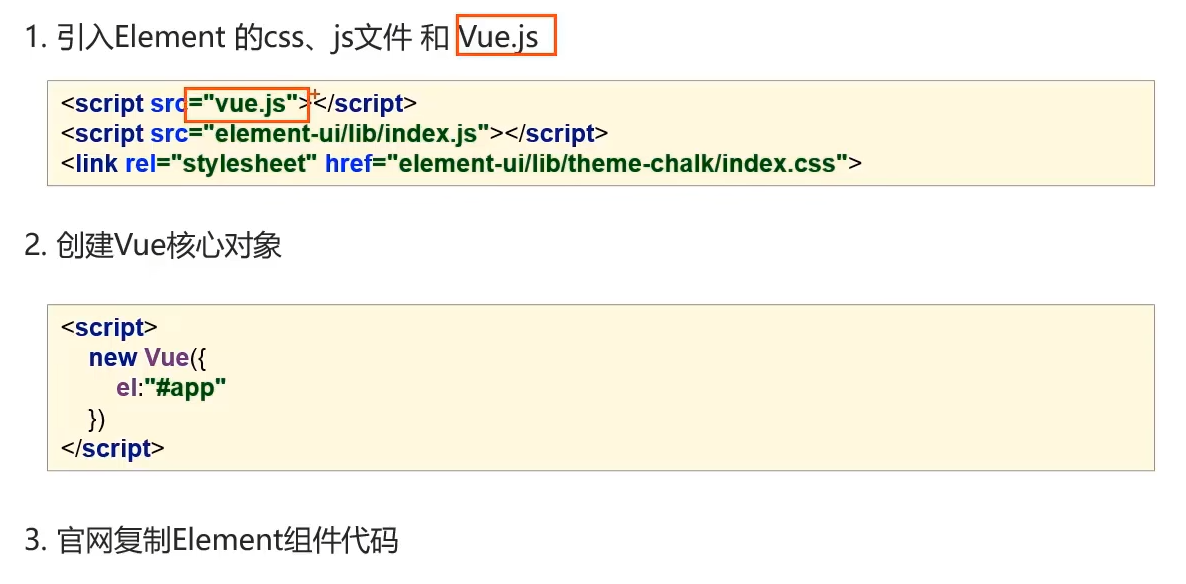 1. 引入Element 的css、js文件 和 Vue.js
<script src="vue.js"></script>
<script src="element-ui/lib/index.js"></script>
<link rel="stylesheet" href="element-ui/lib/theme-chalk/index.css">
2. 创建Vue核心对象
<script>
new Vue({
el:"#app"
})
</script>
3. 官网复制Element组件代码